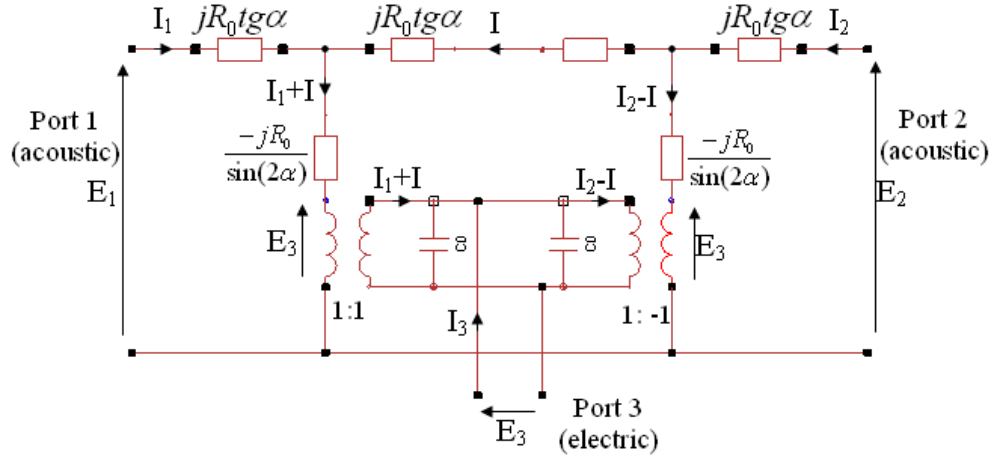 I₁ jR₀tgα jR₀tgα I jR₀tgα I₂
I₁+I I₂-I
Port 1
(acoustic)
Port 2
(acoustic)
-jR₀
sin(2α)
-jR₀
sin(2α)
E₁ I₁+I I₂-I E₂
E₃ 8 8 E₃
1:1 I₃ 1: -1
E₃
Port 3
(electric)